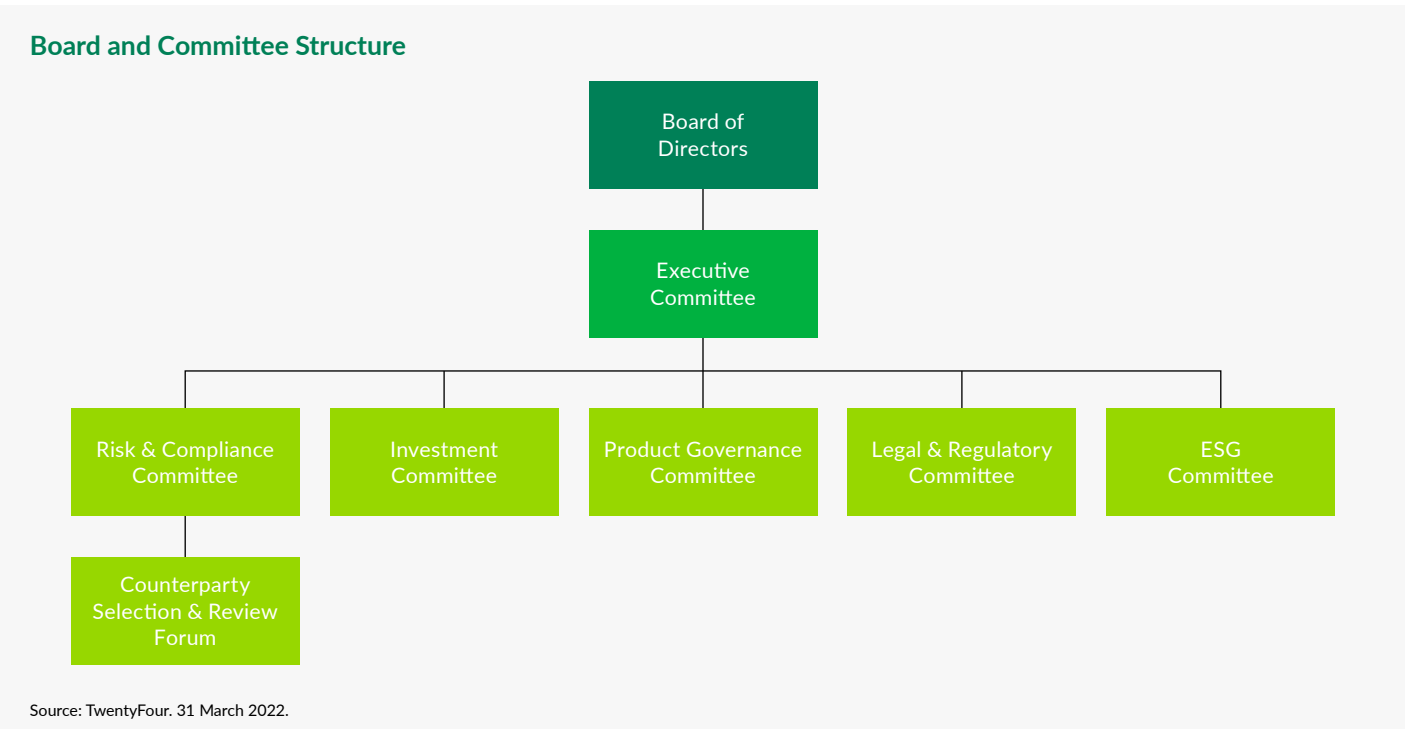 Board and Committee Structure
Board of
Directors
Executive
Committee
Risk & Compliance
Committee
Investment
Committee
Product Governance
Committee
Legal & Regulatory
Committee
ESG
Committee
Counterparty
Selection & Review
Forum
Source: TwentyFour. 31 March 2022.